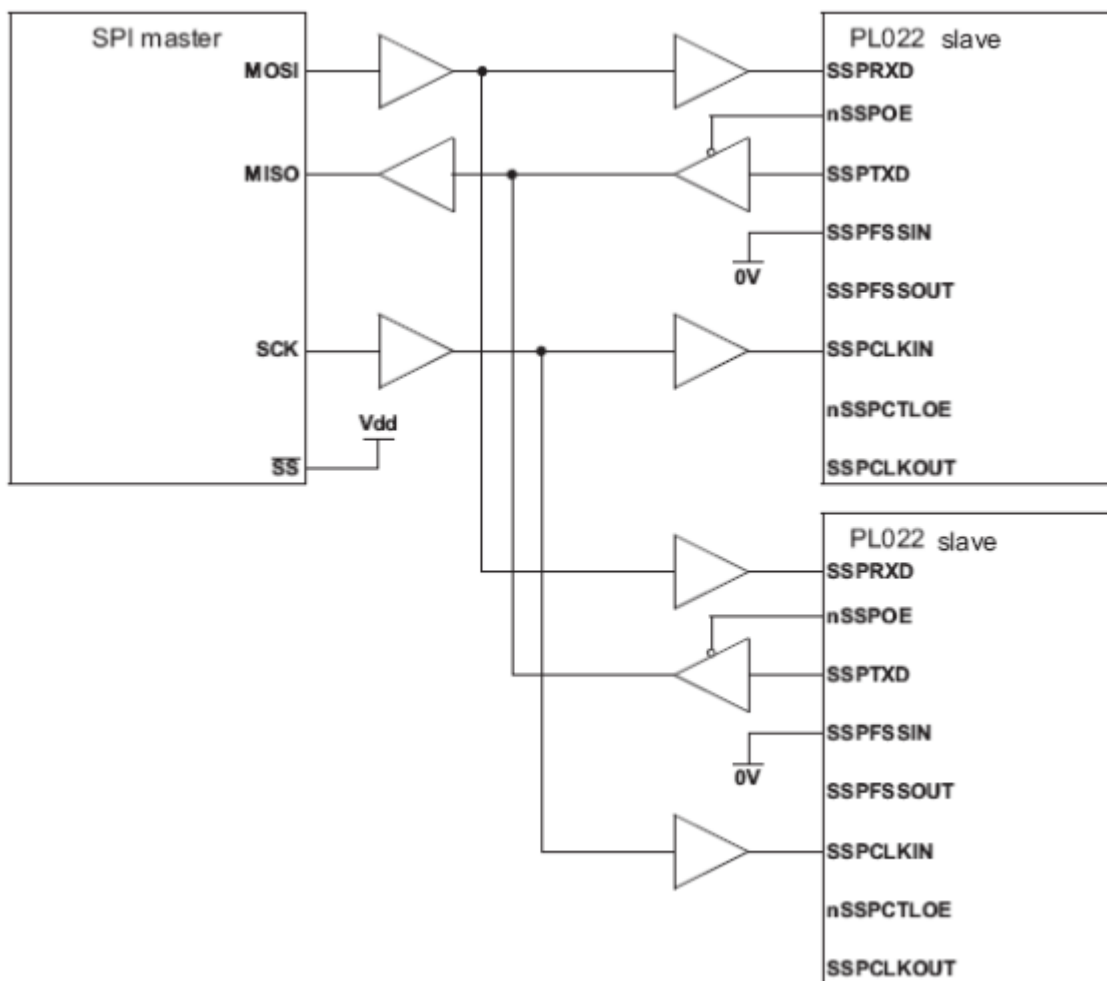 SPI master
MOSI
MISO
SCK
Vdd
SS
PL022 slave
SSPRXD
nSSPOE
SSPTXD
SSPFSSIN
0V
SSPFSSOUT
SSPCLKIN
nSSPCTLOE
SSPCLKOUT
PL022 slave
SSPRXD
nSSPOE
SSPTXD
SSPFSSIN
0V
SSPFSSOUT
SSPCLKIN
nSSPCTLOE
SSPCLKOUT